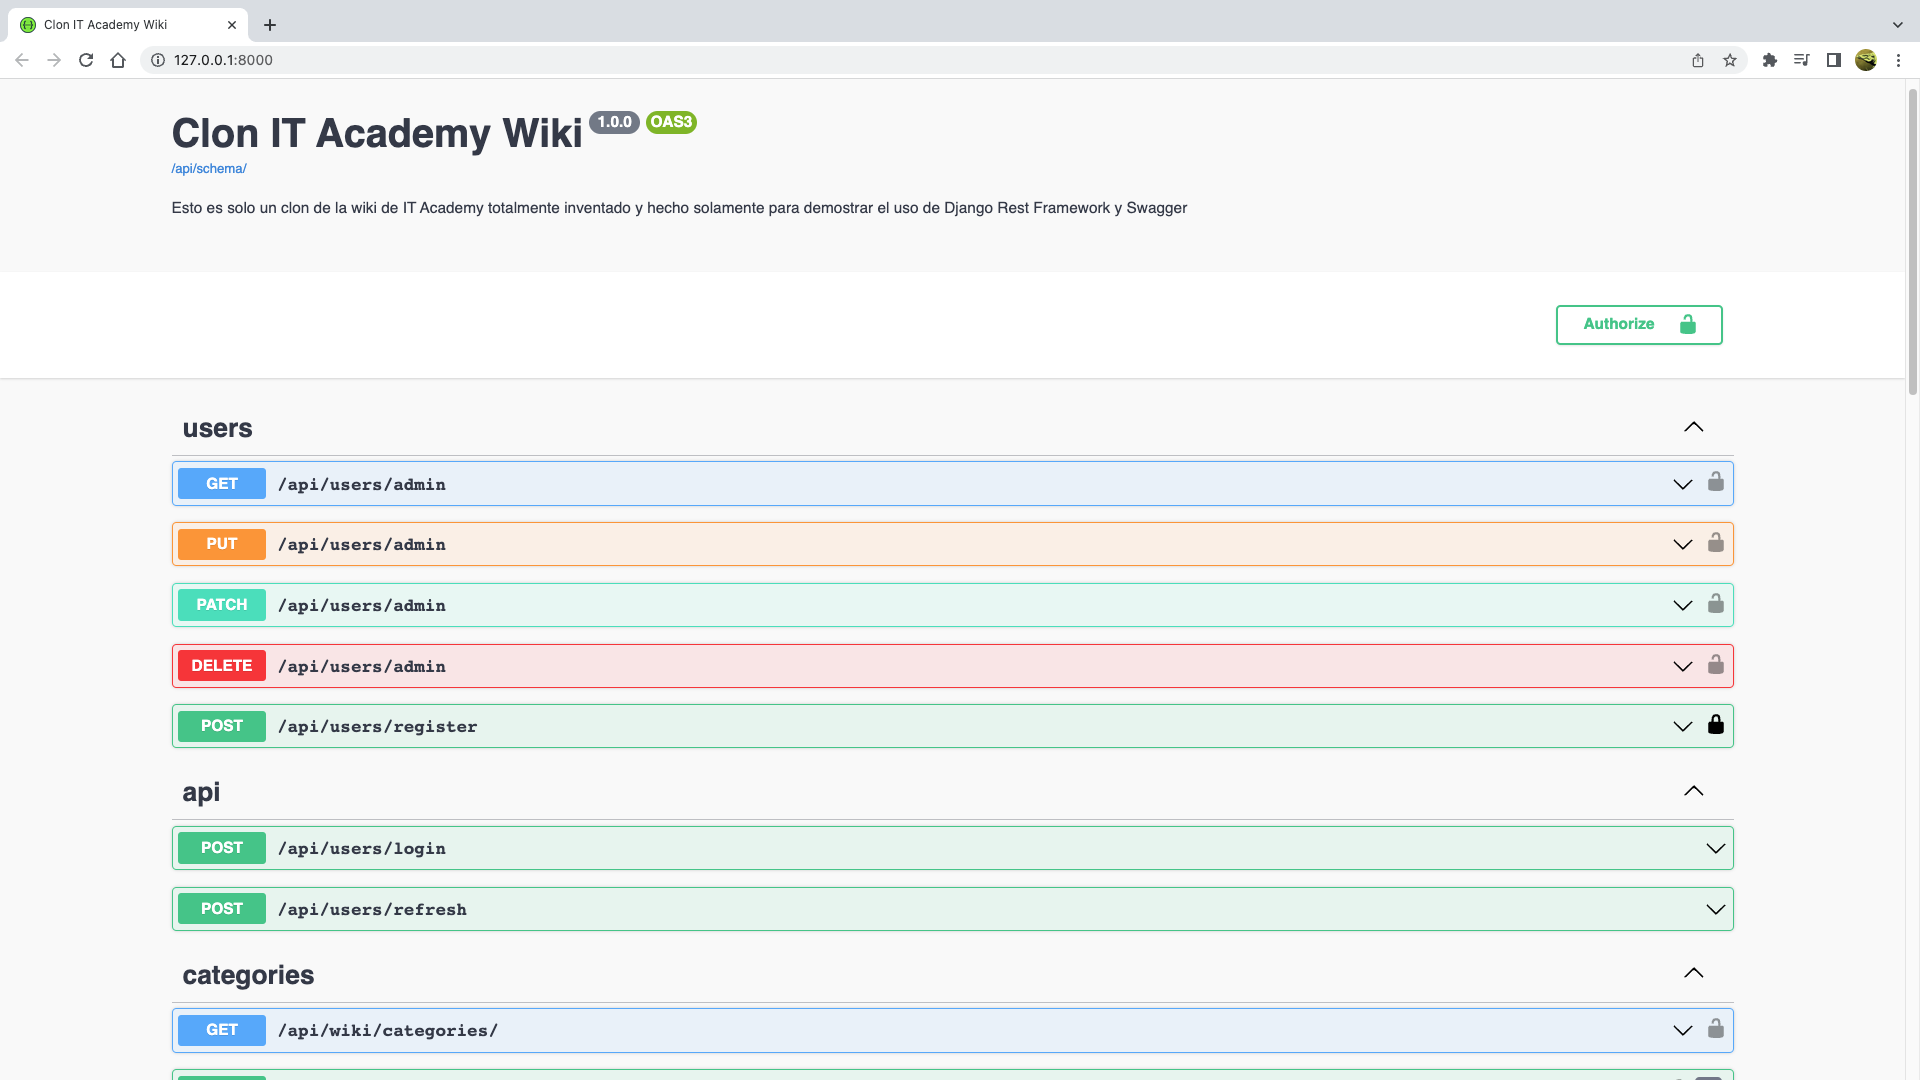 Clon IT Academy Wiki
127.0.0.1:8000
Clon IT Academy Wiki 1.0.0 OAS3
/api/schema/
Esto es solo un clon de la wiki de IT Academy totalmente inventado y hecho solamente para demostrar el uso de Django Rest Framework y Swagger
Authorize
users
GET /api/users/admin
PUT /api/users/admin
PATCH /api/users/admin
DELETE /api/users/admin
POST /api/users/register
api
POST /api/users/login
POST /api/users/refresh
categories
GET /api/wiki/categories/